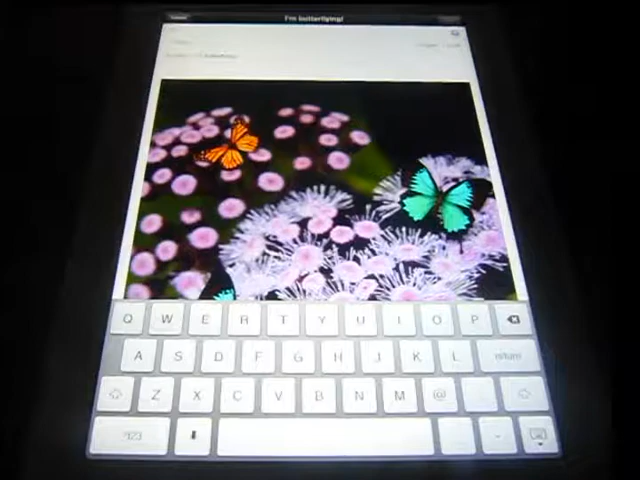 I'm butterflying!
Q W E R T Y U I O P
A S D F G H J K L return
Z X C V B N M @
.?123